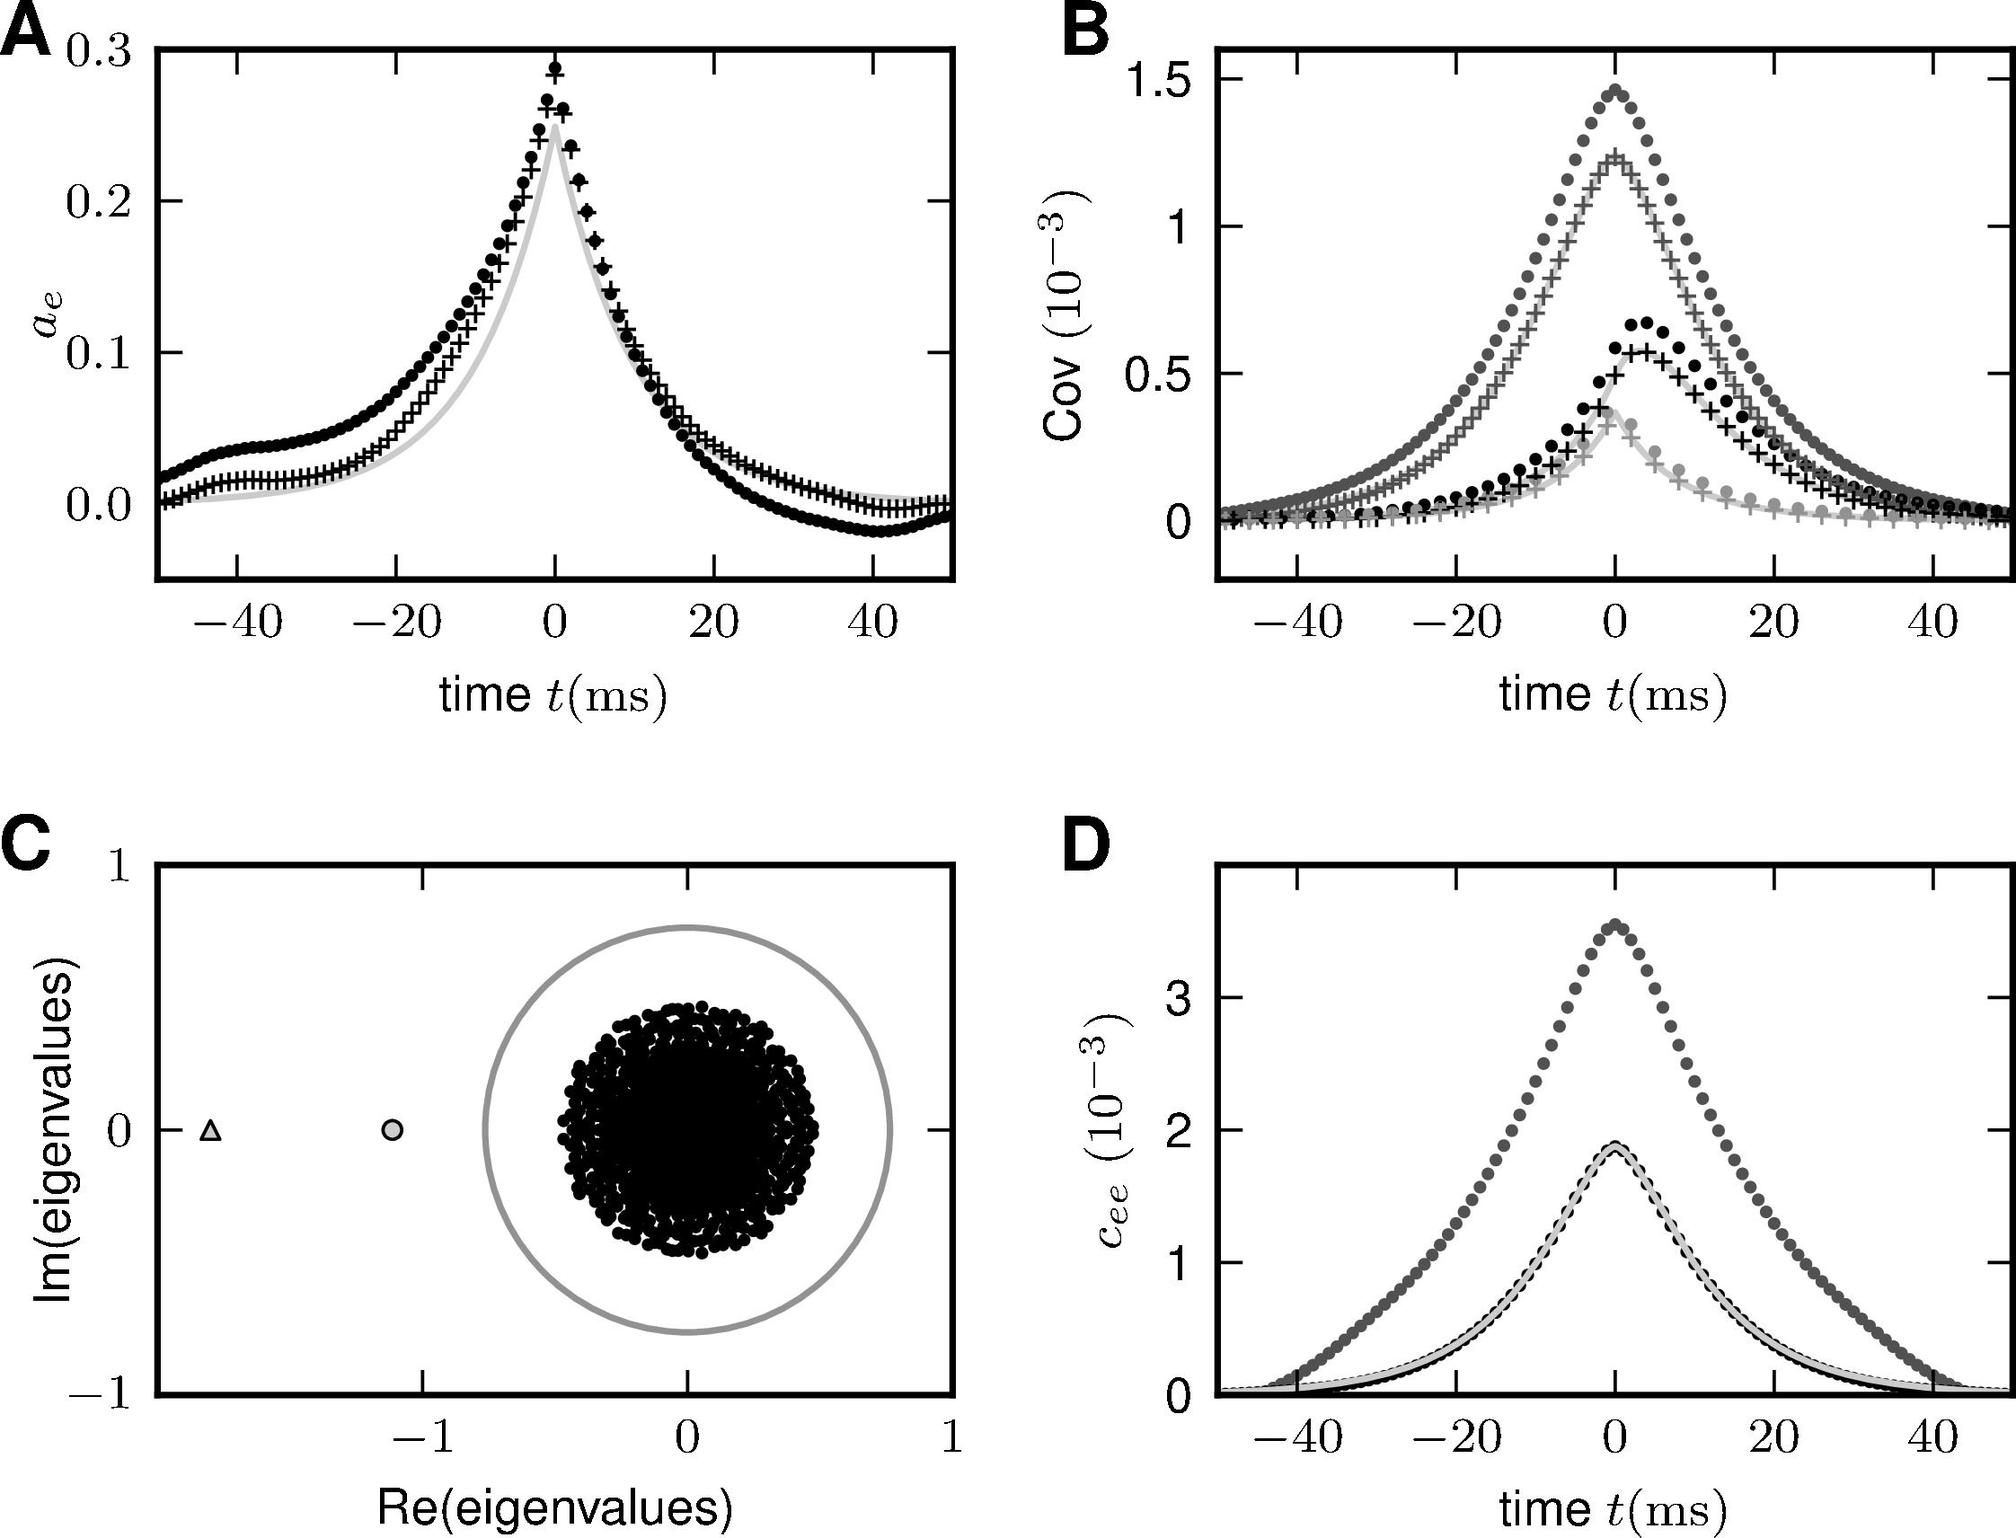 A
0.3
0.2
0.1
0.0
a_e
−40 −20 0 20 40
time t(ms)
B
1.5
1
0.5
0
Cov (10⁻³)
−40 −20 0 20 40
time t(ms)
C
1
0
−1
Im(eigenvalues)
−1 0 1
Re(eigenvalues)
D
3
2
1
0
c_ee (10⁻³)
−40 −20 0 20 40
time t(ms)